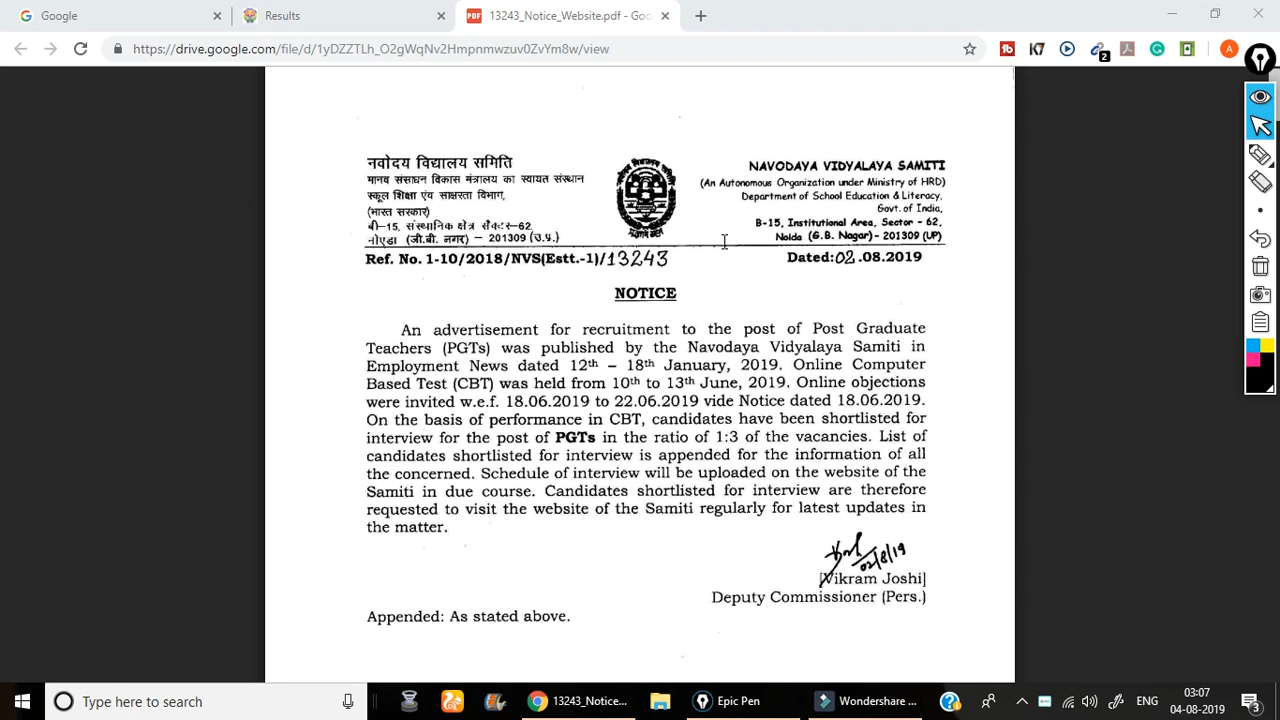 Google
Results
13243_Notice_Website.pdf - Goo
https://drive.google.com/file/d/1yDZZTLh_O2gWqNv2Hmpnmwzuv0ZvYm8w/view
K7
2
A
नवोदय विद्यालय समिति
मानव संसाधन विकास मंत्रालय का स्वायत संस्थान
स्कूल शिक्षा एंव साक्षरता विभाग,
(भारत सरकार)
बी–15, संस्थानिक क्षेत्र सैक्टर–62,
नोएडा (जी.बी. नगर) – 201309 (उ.प्र.)
NAVODAYA VIDYALAYA SAMITI
(An Autonomous Organization under Ministry of HRD)
Department of School Education & Literacy,
Govt. of India,
B-15, Institutional Area, Sector - 62,
Noida (G.B. Nagar)- 201309 (UP)
Ref. No. 1-10/2018/NVS(Estt.-1)/13243
Dated:02.08.2019
NOTICE
An advertisement for recruitment to the post of Post Graduate
Teachers (PGTs) was published by the Navodaya Vidyalaya Samiti in
Employment News dated 12th – 18th January, 2019. Online Computer
Based Test (CBT) was held from 10th to 13th June, 2019. Online objections
were invited w.e.f. 18.06.2019 to 22.06.2019 vide Notice dated 18.06.2019.
On the basis of performance in CBT, candidates have been shortlisted for
interview for the post of PGTs in the ratio of 1:3 of the vacancies. List of
candidates shortlisted for interview is appended for the information of all
the concerned. Schedule of interview will be uploaded on the website of the
Samiti in due course. Candidates shortlisted for interview are therefore
requested to visit the website of the Samiti regularly for latest updates in
the matter.
02/8/19
[Vikram Joshi]
Deputy Commissioner (Pers.)
Appended: As stated above.
Type here to search
13243_Notice...
Epic Pen
Wondershare ...
ENG
03:07
04-08-2019
3